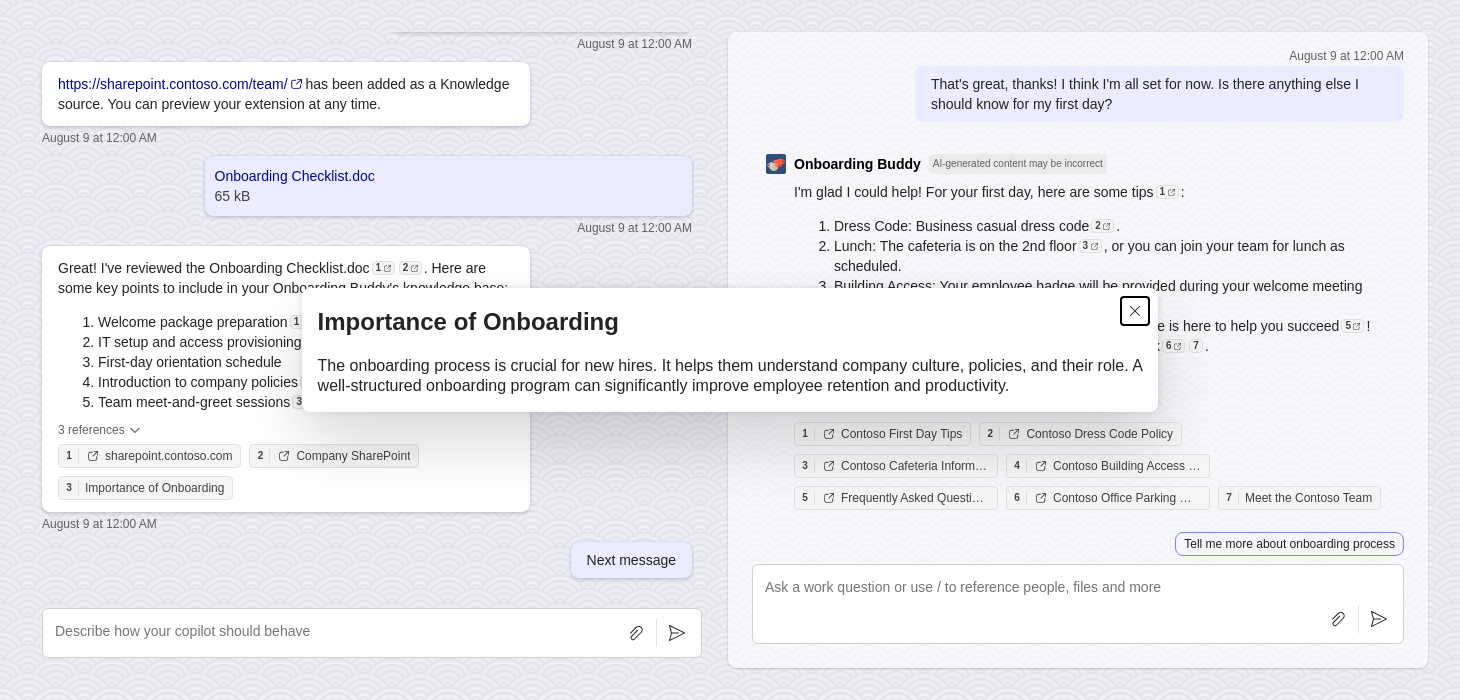 August 9 at 12:00 AM
https://sharepoint.contoso.com/team/ has been added as a Knowledge
source. You can preview your extension at any time.
August 9 at 12:00 AM
Onboarding Checklist.doc
65 kB
August 9 at 12:00 AM
Great! I've reviewed the Onboarding Checklist.doc 1 2 . Here are
some key points to include in your Onboarding Buddy's knowledge base:
1. Welcome package preparation 1
2. IT setup and access provisioning
3. First-day orientation schedule
4. Introduction to company policies
5. Team meet-and-greet sessions 3
3 references
1 sharepoint.contoso.com
2 Company SharePoint
3 Importance of Onboarding
August 9 at 12:00 AM
Next message
Describe how your copilot should behave
Importance of Onboarding
The onboarding process is crucial for new hires. It helps them understand company culture, policies, and their role. A
well-structured onboarding program can significantly improve employee retention and productivity.
August 9 at 12:00 AM
That's great, thanks! I think I'm all set for now. Is there anything else I
should know for my first day?
Onboarding Buddy AI-generated content may be incorrect
I'm glad I could help! For your first day, here are some tips 1 :
1. Dress Code: Business casual dress code 2 .
2. Lunch: The cafeteria is on the 2nd floor 3 , or you can join your team for lunch as
scheduled.
3. Building Access: Your employee badge will be provided during your welcome meeting
is here to help you succeed 5 !
6 7 .
1 Contoso First Day Tips
2 Contoso Dress Code Policy
3 Contoso Cafeteria Inform…
4 Contoso Building Access …
5 Frequently Asked Questi…
6 Contoso Office Parking …
7 Meet the Contoso Team
Tell me more about onboarding process
Ask a work question or use / to reference people, files and more